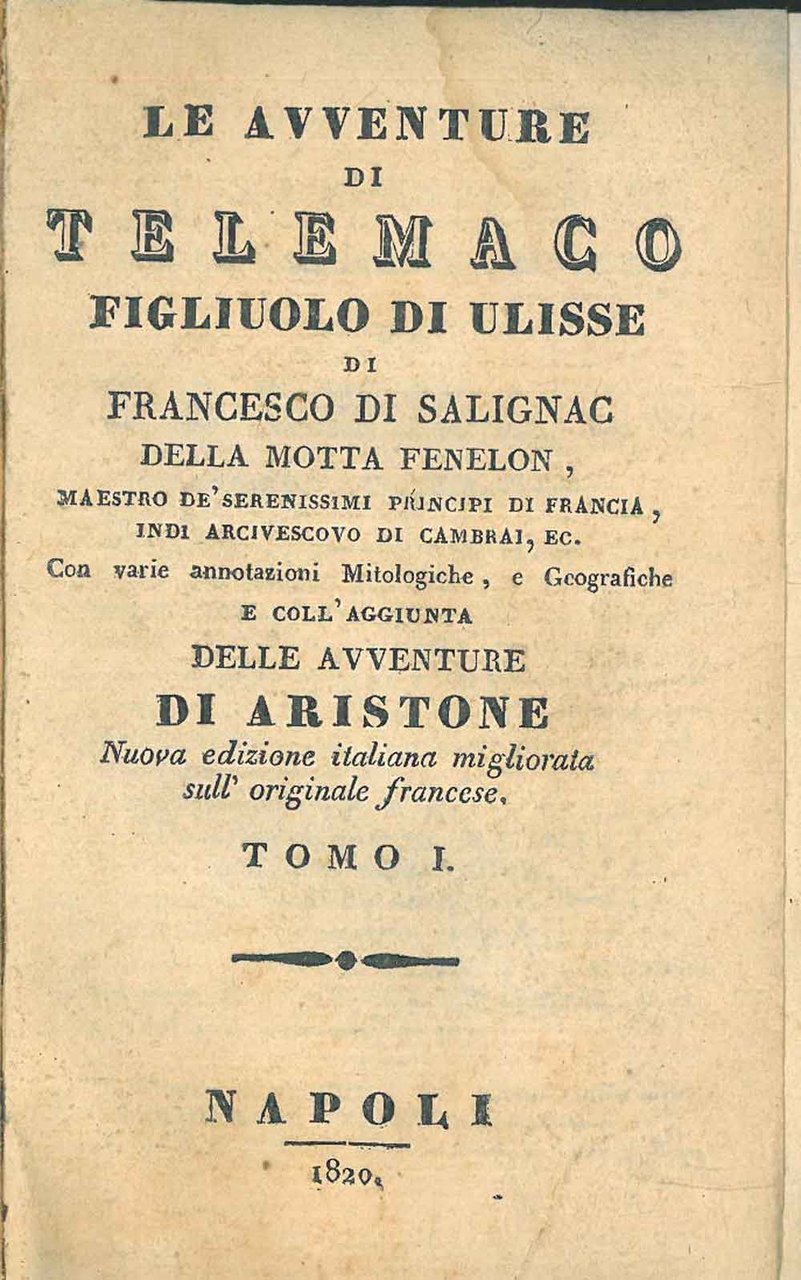 LE AVVENTURE
DI
TELEMACO
FIGLIUOLO DI ULISSE
DI
FRANCESCO DI SALIGNAC
DELLA MOTTA FENELON ,
MAESTRO DE' SERENISSIMI PRINCIPI DI FRANCIA ,
INDI ARCIVESCOVO DI CAMBRAI, EC.
Con varie annotazioni Mitologiche , e Geografiche
E COLL'AGGIUNTA
DELLE AVVENTURE
DI ARISTONE
Nuova edizione italiana migliorata
sull' originale francese.
TOMO I.
NAPOLI
1820.